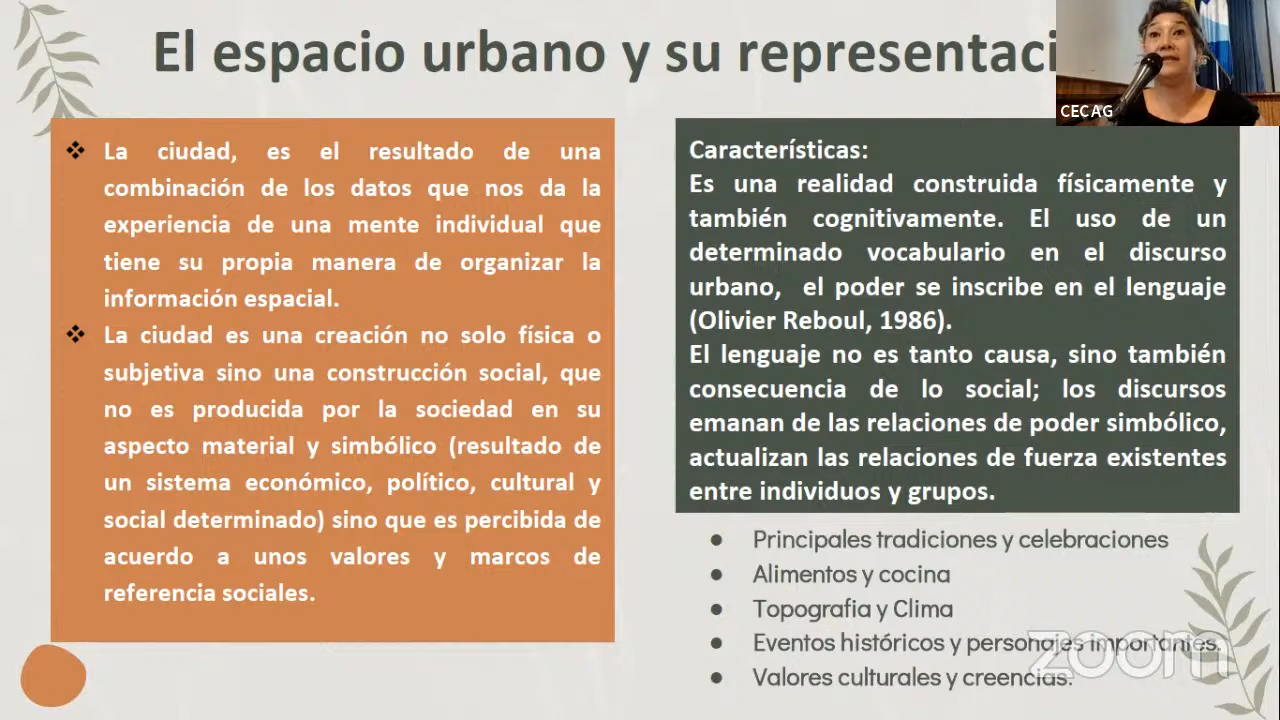 El espacio urbano y su representaci
CECAG
La ciudad, es el resultado de una
combinación de los datos que nos da la
experiencia de una mente individual que
tiene su propia manera de organizar la
información espacial.
La ciudad es una creación no solo física o
subjetiva sino una construcción social, que
no es producida por la sociedad en su
aspecto material y simbólico (resultado de
un sistema económico, político, cultural y
social determinado) sino que es percibida de
acuerdo a unos valores y marcos de
referencia sociales.
Características:
Es una realidad construida físicamente y
también cognitivamente. El uso de un
determinado vocabulario en el discurso
urbano, el poder se inscribe en el lenguaje
(Olivier Reboul, 1986).
El lenguaje no es tanto causa, sino también
consecuencia de lo social; los discursos
emanan de las relaciones de poder simbólico,
actualizan las relaciones de fuerza existentes
entre individuos y grupos.
Principales tradiciones y celebraciones
Alimentos y cocina
Topografia y Clima
Eventos históricos y personajes importantes.
Valores culturales y creencias.
zoom